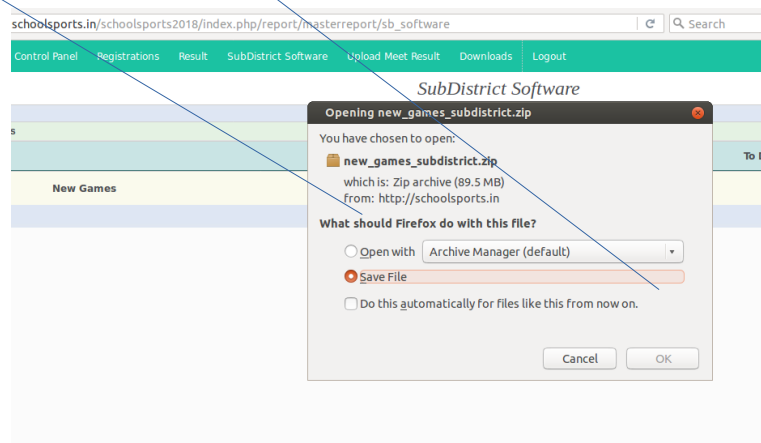 schoolsports.in/schoolsports2018/index.php/report/masterreport/sb_software
Search
Control Panel Registrations Result SubDistrict Software Upload Meet Result Downloads Logout
SubDistrict Software
Opening new_games_subdistrict.zip
You have chosen to open:
new_games_subdistrict.zip
which is: Zip archive (89.5 MB)
from: http://schoolsports.in
What should Firefox do with this file?
Open with Archive Manager (default)
Save File
Do this automatically for files like this from now on.
Cancel OK
s
To
New Games